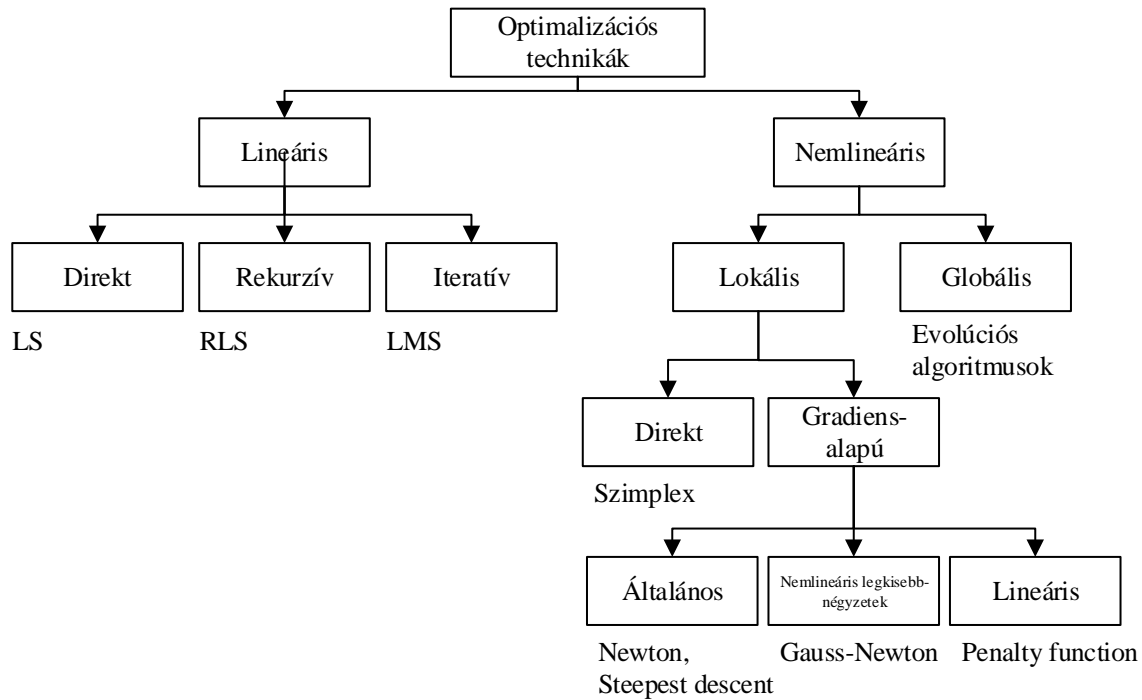 Optimalizációs
technikák
Lineáris
Nemlineáris
Direkt
Rekurzív
Iteratív
Lokális
Globális
LS
RLS
LMS
Evolúciós
algoritmusok
Direkt
Gradiens-
alapú
Szimplex
Általános
Nemlineáris legkisebb-
négyzetek
Lineáris
Newton,
Steepest descent
Gauss-Newton
Penalty function